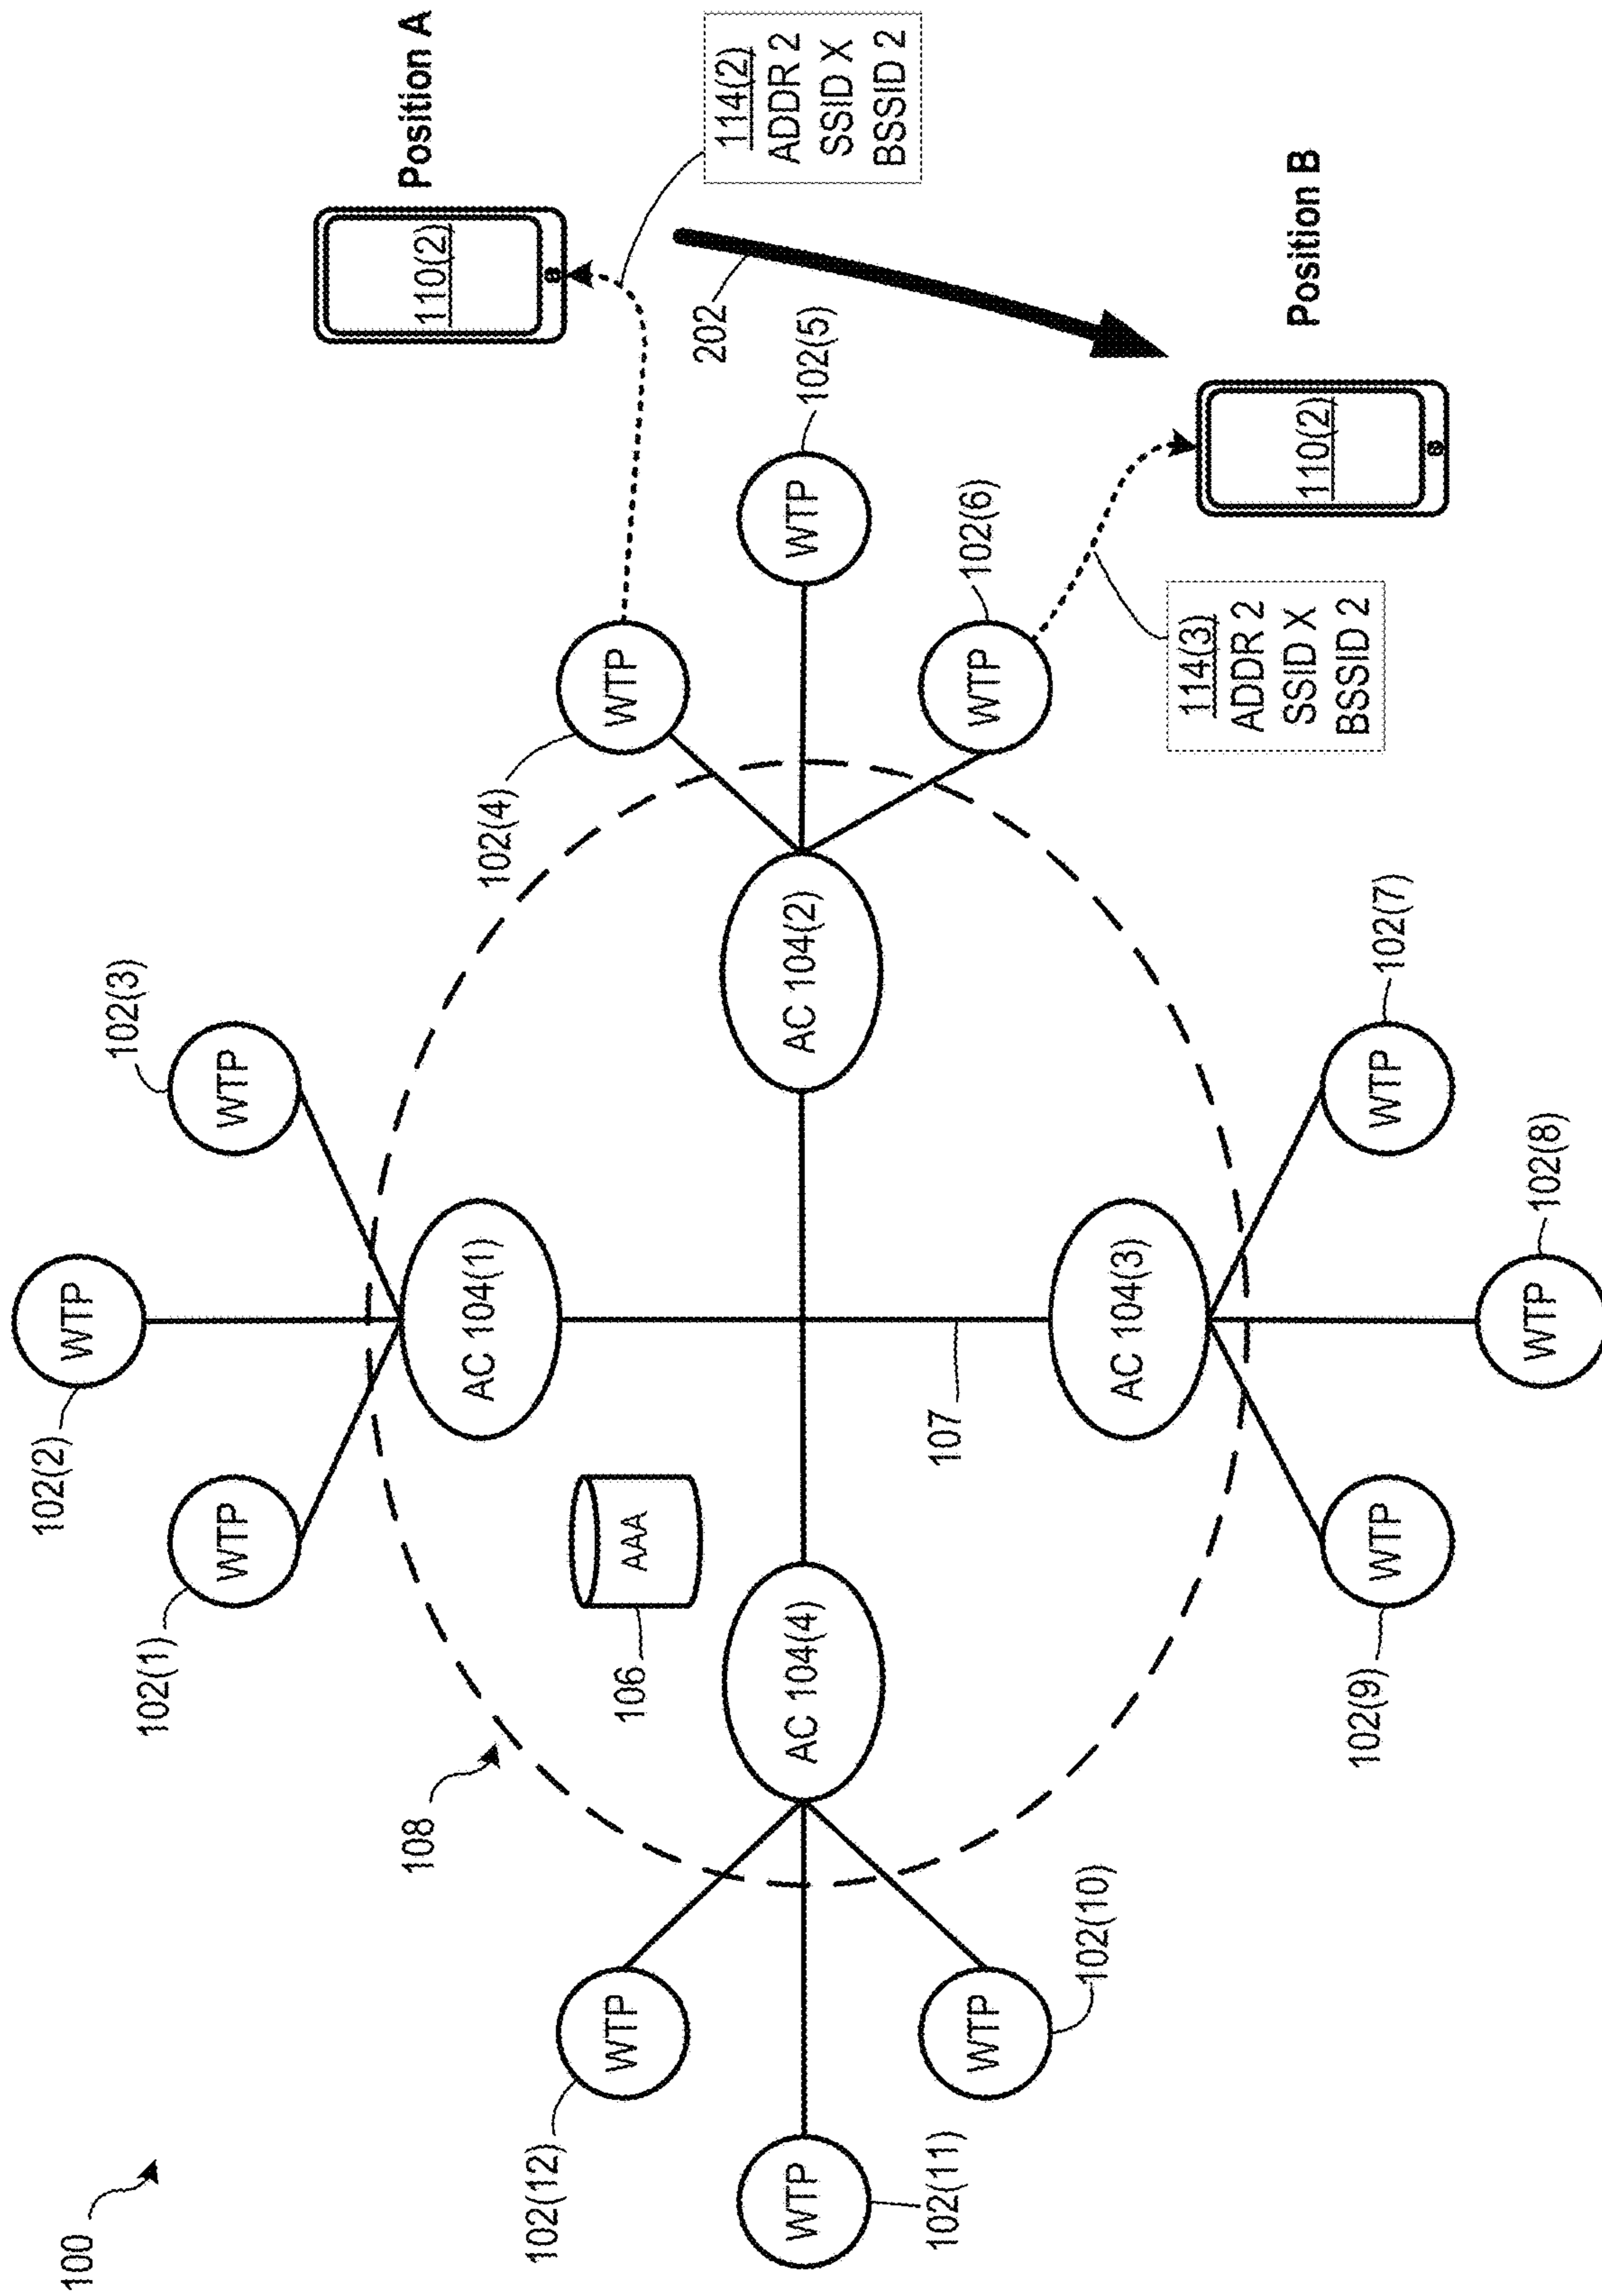 100
102(1)
WTP
102(2)
WTP
102(3)
WTP
108
AC 104(1)
102(12)
WTP
106
AAA
102(4)
WTP
110(2)
Position A
114(2)
ADDR 2
SSID X
BSSID 2
202
102(11)
WTP
AC 104(4)
AC 104(2)
WTP
102(5)
107
102(10)
WTP
WTP
102(6)
114(3)
ADDR 2
SSID X
BSSID 2
110(2)
Position B
AC 104(3)
102(9)
WTP
WTP
102(8)
WTP
102(7)